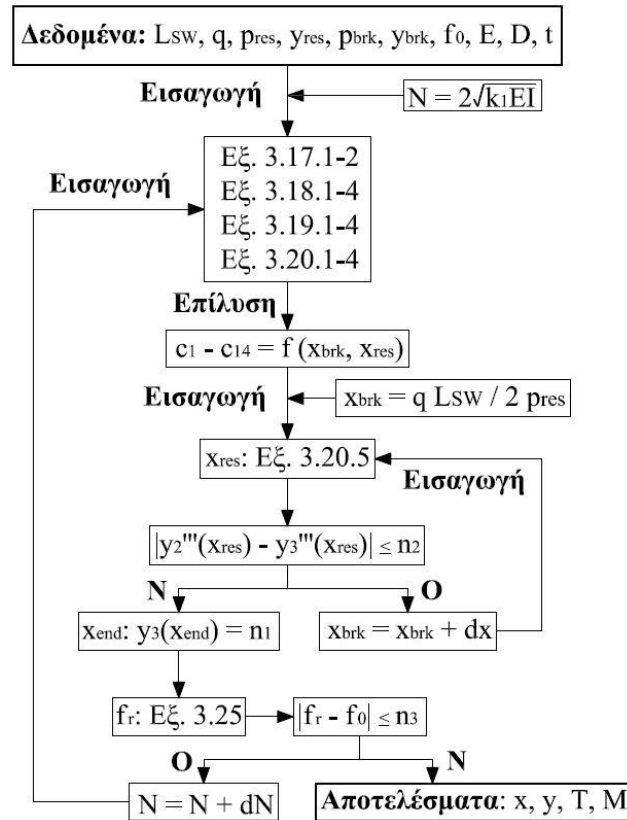 Δεδομένα: LSW, q, pres, yres, pbrk, ybrk, f0, E, D, t
Εισαγωγή
N = 2√k1EI
Εξ. 3.17.1-2
Εξ. 3.18.1-4
Εξ. 3.19.1-4
Εξ. 3.20.1-4
Εισαγωγή
Επίλυση
c1 - c14 = f (xbrk, xres)
Εισαγωγή
xbrk = q LSW / 2 pres
xres: Εξ. 3.20.5
Εισαγωγή
|y2'''(xres) - y3'''(xres)| ≤ n2
Ν
Ο
xend: y3(xend) = n1
xbrk = xbrk + dx
fr: Εξ. 3.25
|fr - f0| ≤ n3
Ο
Ν
N = N + dN
Αποτελέσματα: x, y, T, M